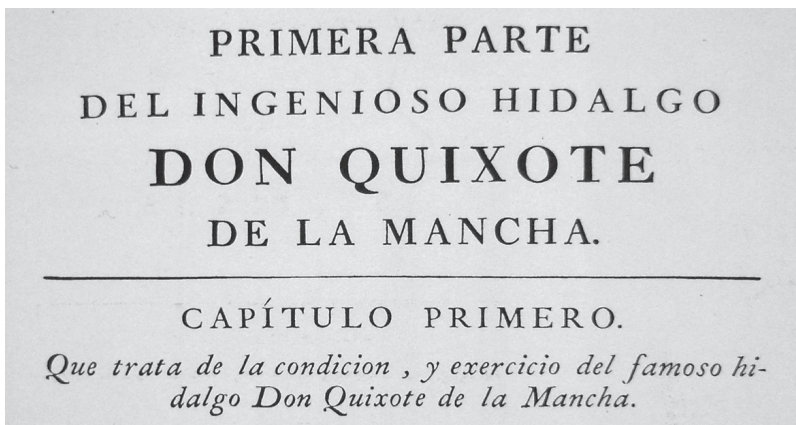 PRIMERA PARTE
DEL INGENIOSO HIDALGO
DON QUIXOTE
DE LA MANCHA.
CAPÍTULO PRIMERO.
Que trata de la condicion , y exercicio del famoso hi-
dalgo Don Quixote de la Mancha.